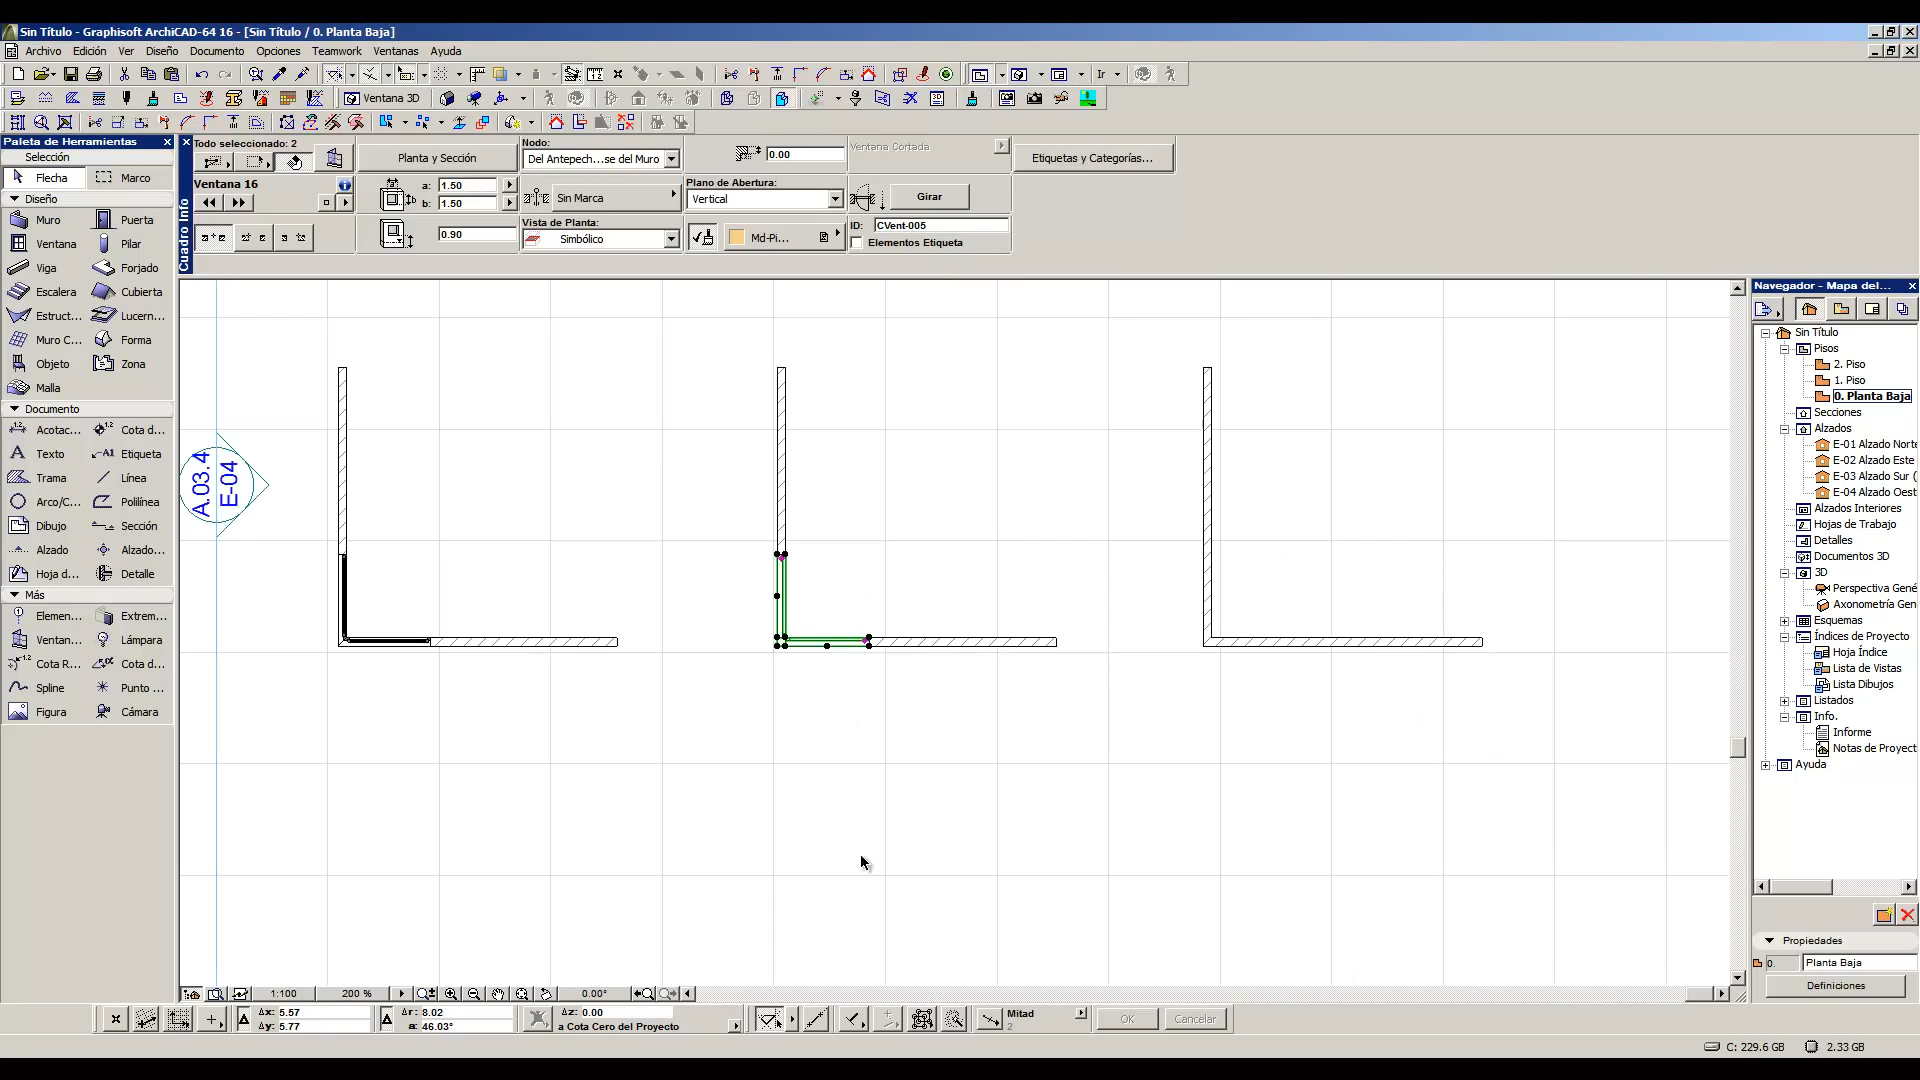 Sin Título - Graphisoft ArchiCAD-64 16 - [Sin Título / 0. Planta Baja]
Archivo Edición Ver Diseño Documento Opciones Teamwork Ventanas Ayuda
Ir
Ventana 3D
Paleta de Herramientas
Selección
Flecha Marco
Diseño
Muro Puerta
Ventana Pilar
Viga Forjado
Escalera Cubierta
Estruct... Lucern...
Muro C... Forma
Objeto Zona
Malla
Documento
Acotac... Cota d...
Texto Etiqueta
Trama Línea
Arco/C... Polilínea
Dibujo Sección
Alzado Alzado...
Hoja d... Detalle
Más
Elemen... Extrem...
Ventan... Lámpara
Cota R... Cota d...
Spline Punto ...
Figura Cámara
Cuadro Info
Todo seleccionado: 2
Ventana 16
Planta y Sección
a: 1.50
b: 1.50
0.90
Nodo:
Del Antepech...se del Muro
Sin Marca
Vista de Planta:
Simbólico
0.00
Plano de Abertura:
Vertical
Md-Pi...
Ventana Cortada
Girar
ID: CVent-005
Elementos Etiqueta
Etiquetas y Categorías...
A.03.4
E-04
Navegador - Mapa del...
Sin Título
Pisos
2. Piso
1. Piso
0. Planta Baja
Secciones
Alzados
E-01 Alzado Norte
E-02 Alzado Este
E-03 Alzado Sur (
E-04 Alzado Oest
Alzados Interiores
Hojas de Trabajo
Detalles
Documentos 3D
3D
Perspectiva Gené
Axonometría Gen
Esquemas
Índices de Proyecto
Hoja Índice
Lista de Vistas
Lista Dibujos
Listados
Info.
Informe
Notas de Proyect
Ayuda
Propiedades
0. Planta Baja
Definiciones
1:100 200 % 0.00°
Δx: 5.57
Δy: 5.77
Δr: 8.02
a: 46.03°
Δz: 0.00
a Cota Cero del Proyecto
Mitad
2
OK Cancelar
C: 229.6 GB 2.33 GB